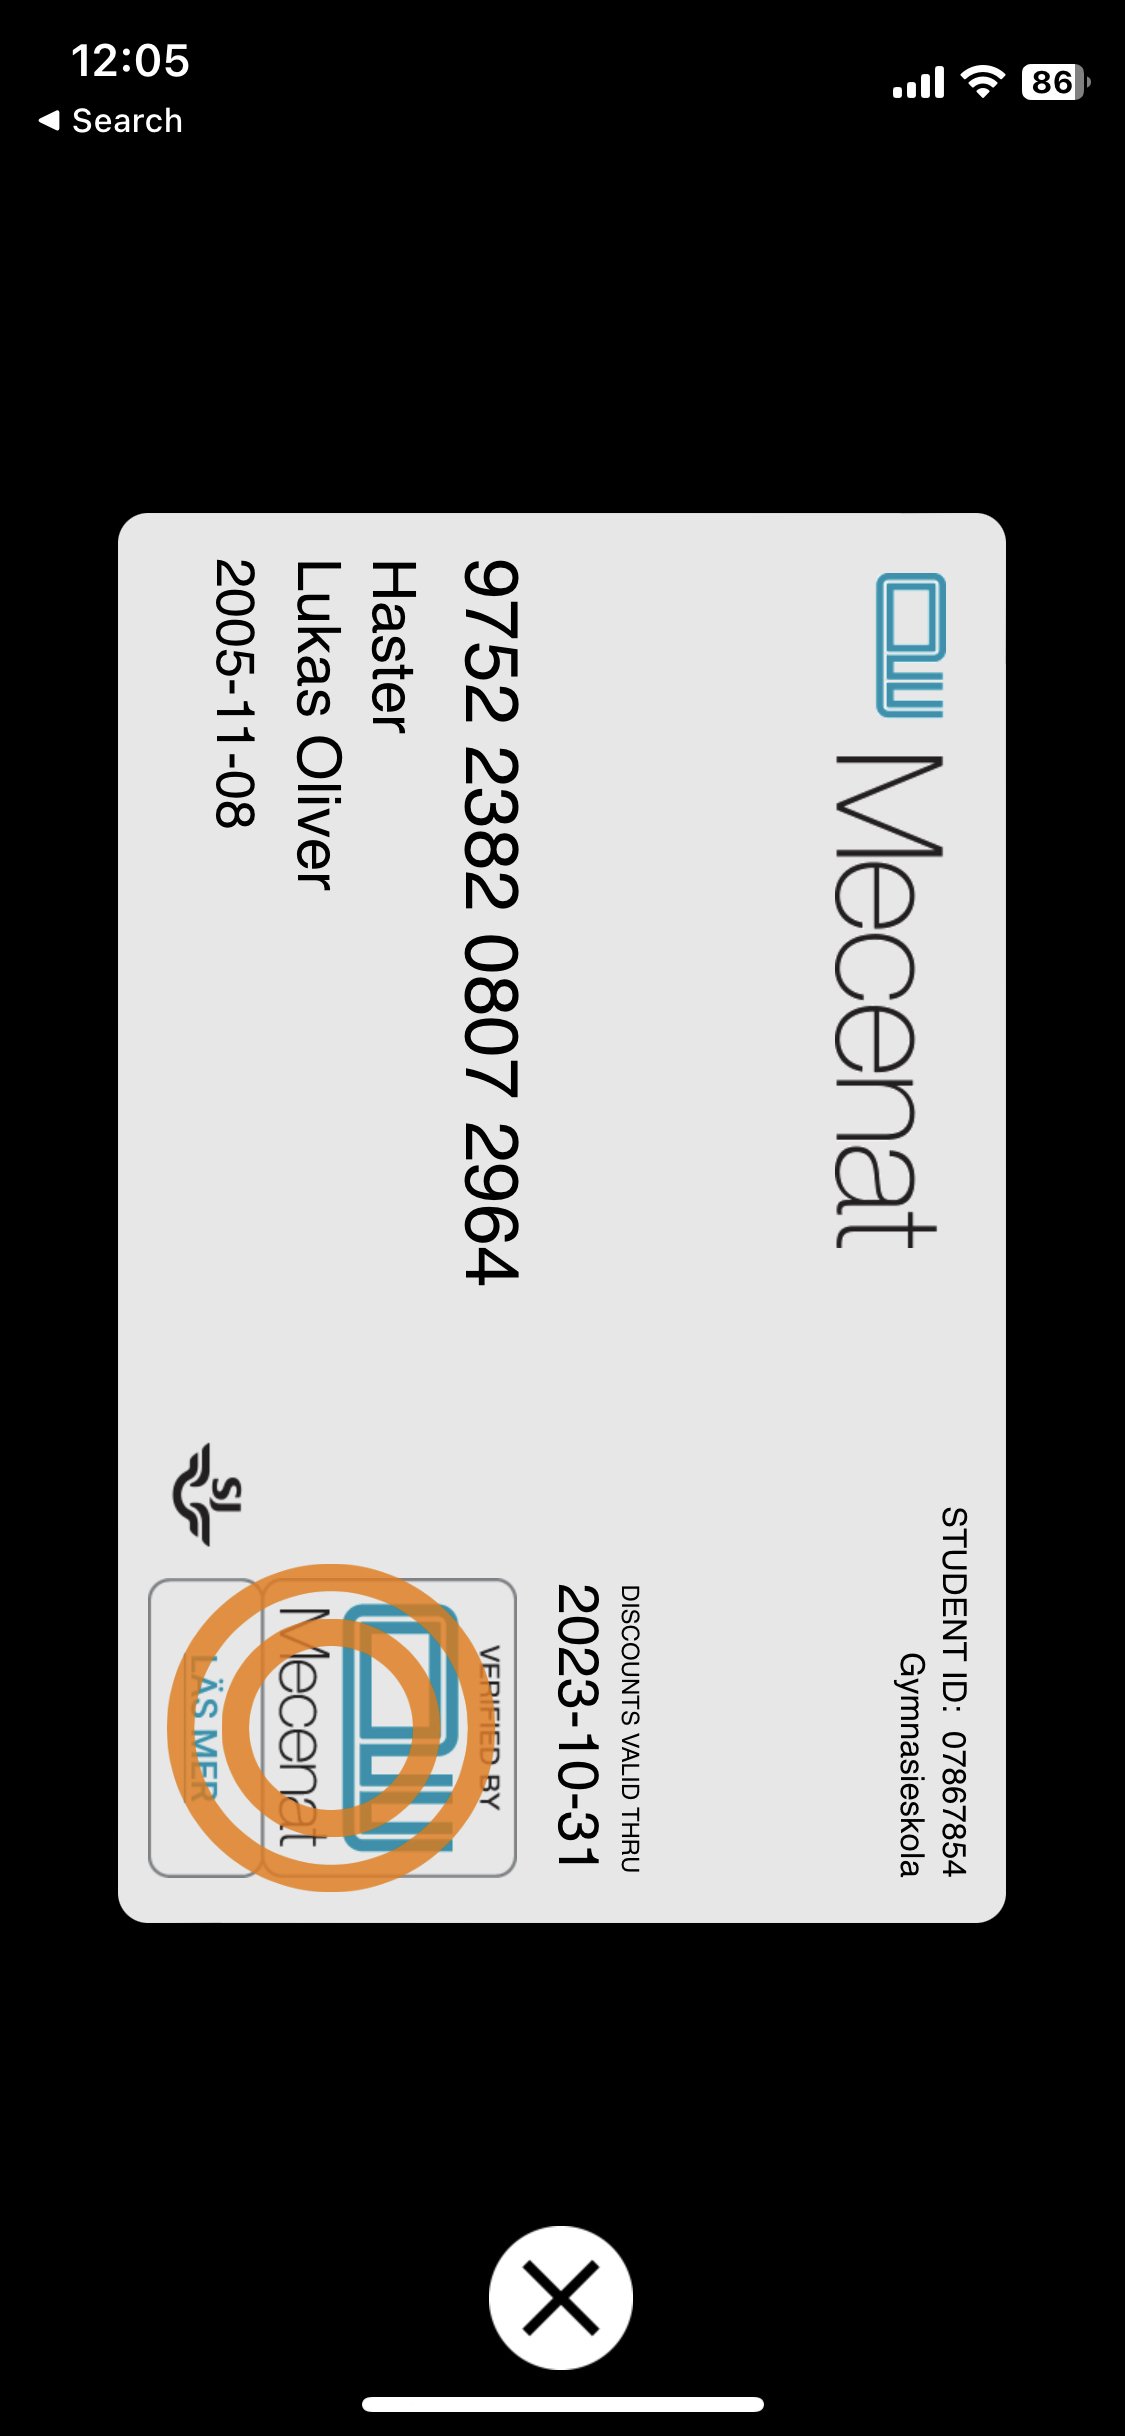 12:05
86
◀ Search
Mecenat
STUDENT ID: 07867854
Gymnasieskola
DISCOUNTS VALID THRU
2023-10-31
9752 2382 0807 2964
Haster
Lukas Oliver
2005-11-08
SJ
VERIFIED BY
Mecenat
LÄS MER